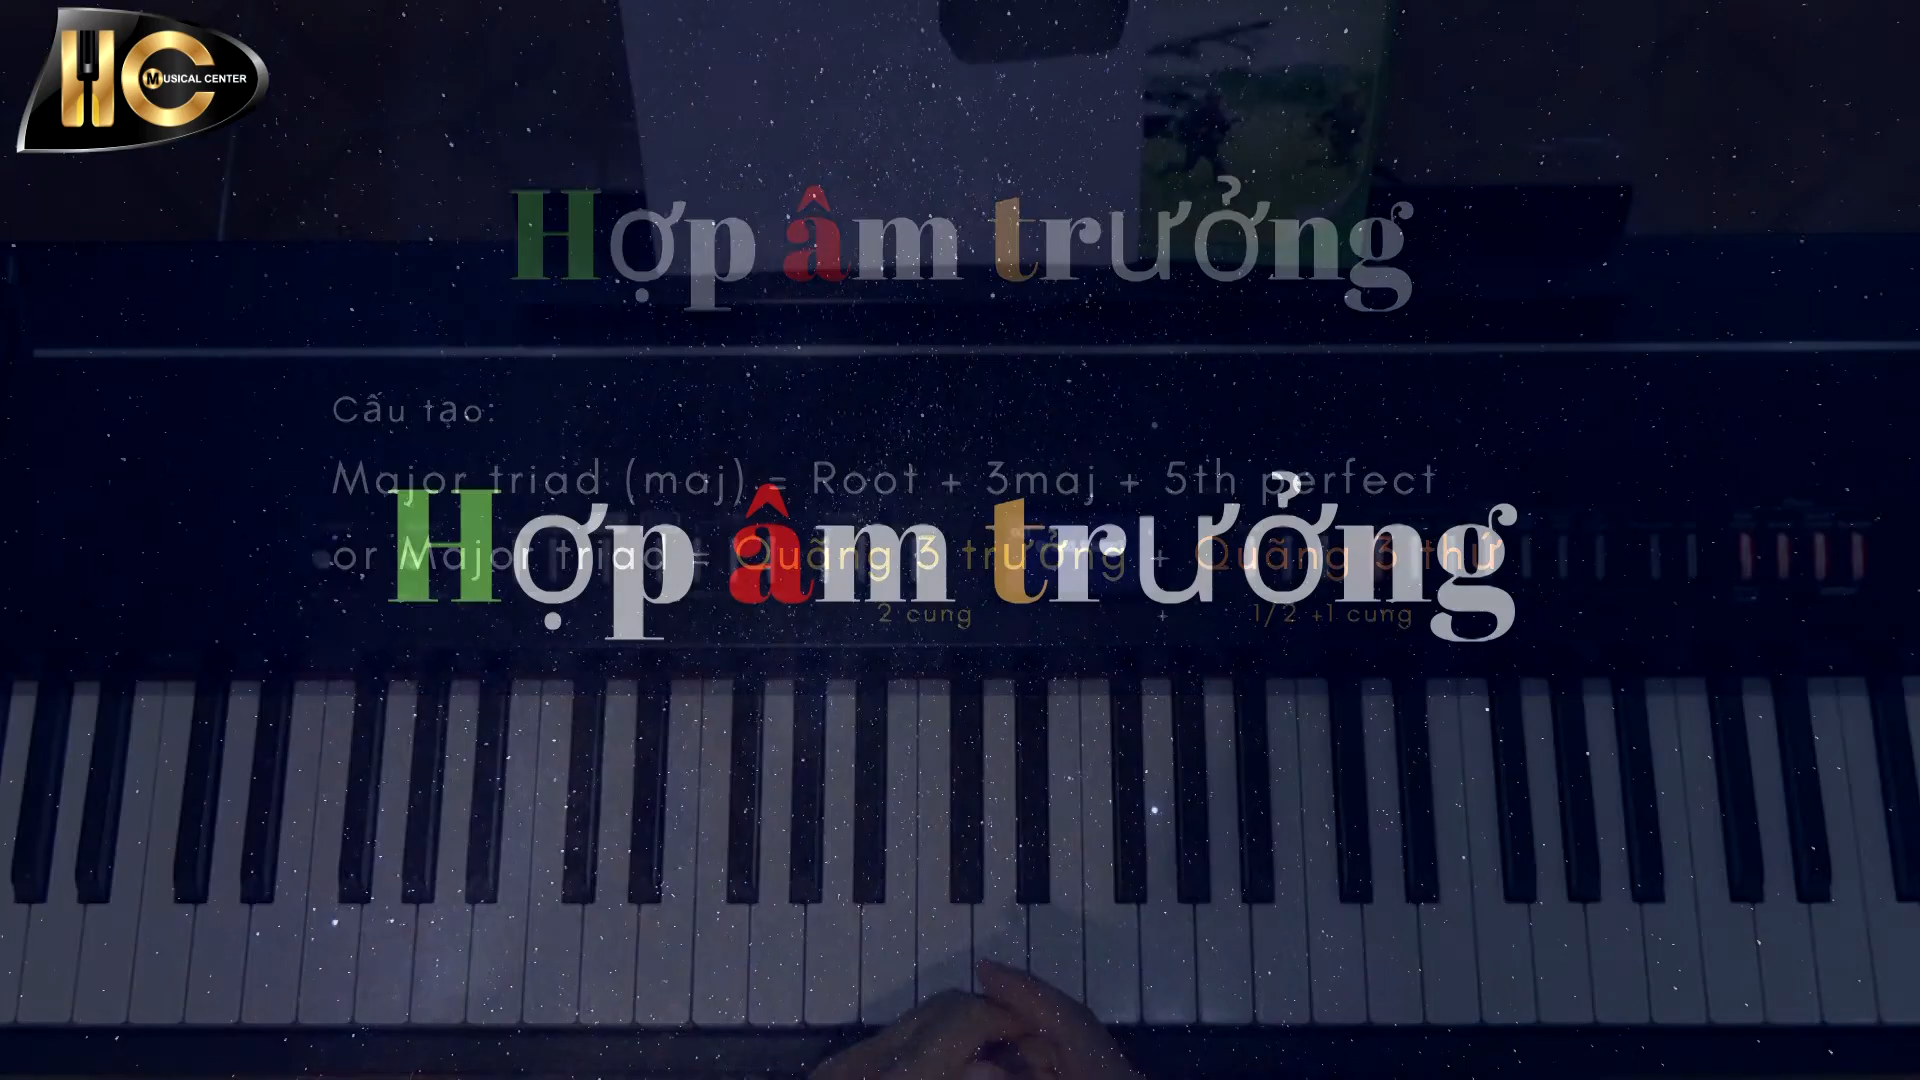 HC MUSICAL CENTER
Hợp âm trưởng
Cấu tạo:
Major triad (maj) = Root + 3maj + 5th perfect
Hợp âm trưởng
or Major triad = Quãng 3 trưởng + Quãng 3 thứ
2 cung + 1/2 +1 cung